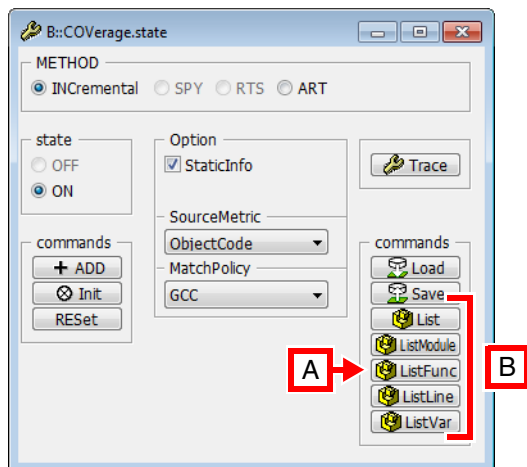 B::COVerage.state
METHOD
INCremental SPY RTS ART
state
OFF
ON
Option
StaticInfo
Trace
SourceMetric
ObjectCode
MatchPolicy
GCC
commands
+ ADD
Init
RESet
commands
Load
Save
List
ListModule
ListFunc
ListLine
ListVar
A
B